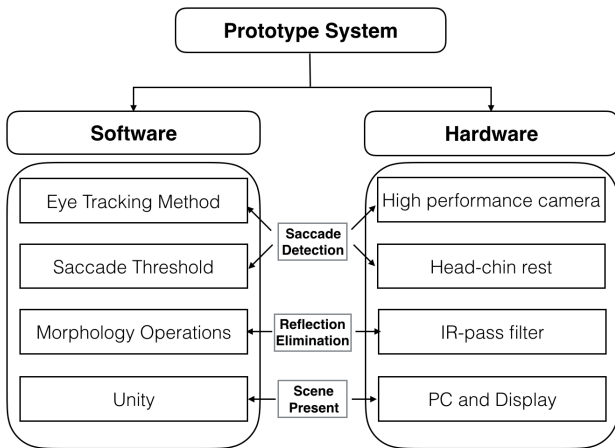 Prototype System
Software
Hardware
Eye Tracking Method
High performance camera
Saccade
Detection
Saccade Threshold
Head-chin rest
Morphology Operations
Reflection
Elimination
IR-pass filter
Unity
Scene
Present
PC and Display